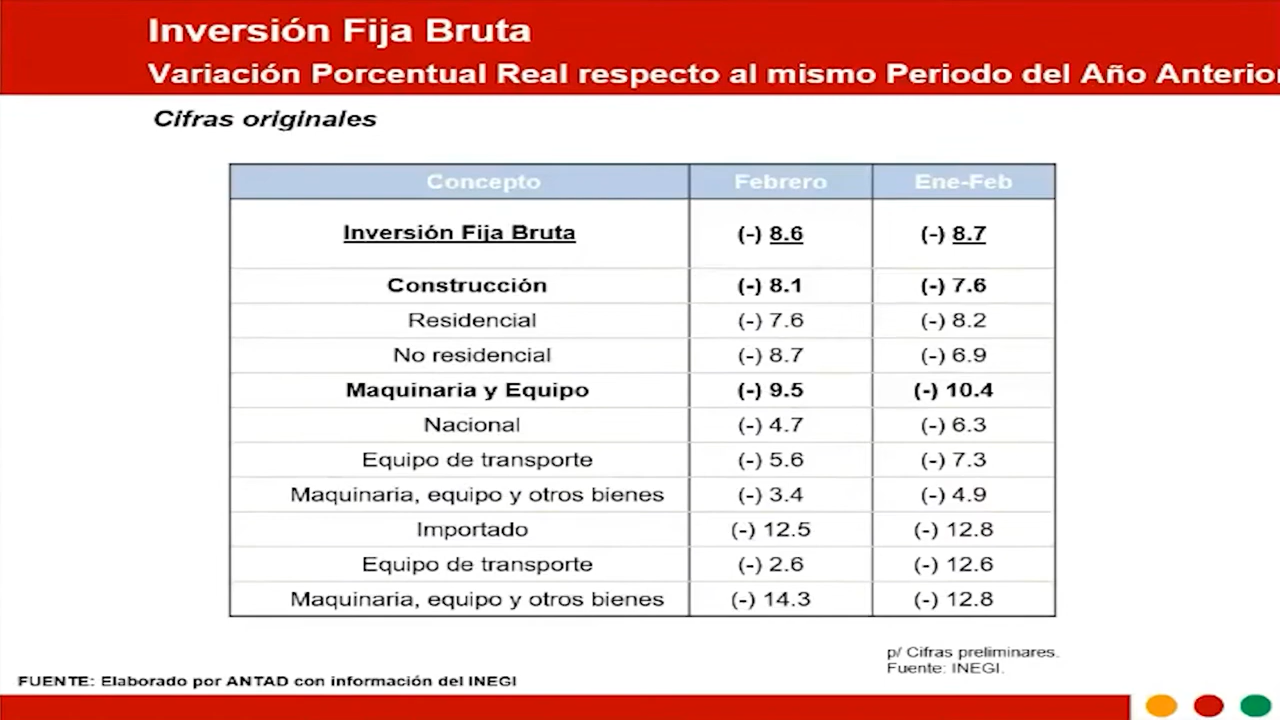 Inversión Fija Bruta
Variación Porcentual Real respecto al mismo Periodo del Año Anterior
Cifras originales
Concepto Febrero Ene-Feb
Inversión Fija Bruta (-) 8.6 (-) 8.7
Construcción (-) 8.1 (-) 7.6
Residencial (-) 7.6 (-) 8.2
No residencial (-) 8.7 (-) 6.9
Maquinaria y Equipo (-) 9.5 (-) 10.4
Nacional (-) 4.7 (-) 6.3
Equipo de transporte (-) 5.6 (-) 7.3
Maquinaria, equipo y otros bienes (-) 3.4 (-) 4.9
Importado (-) 12.5 (-) 12.8
Equipo de transporte (-) 2.6 (-) 12.6
Maquinaria, equipo y otros bienes (-) 14.3 (-) 12.8
p/ Cifras preliminares.
Fuente: INEGI.
FUENTE: Elaborado por ANTAD con información del INEGI